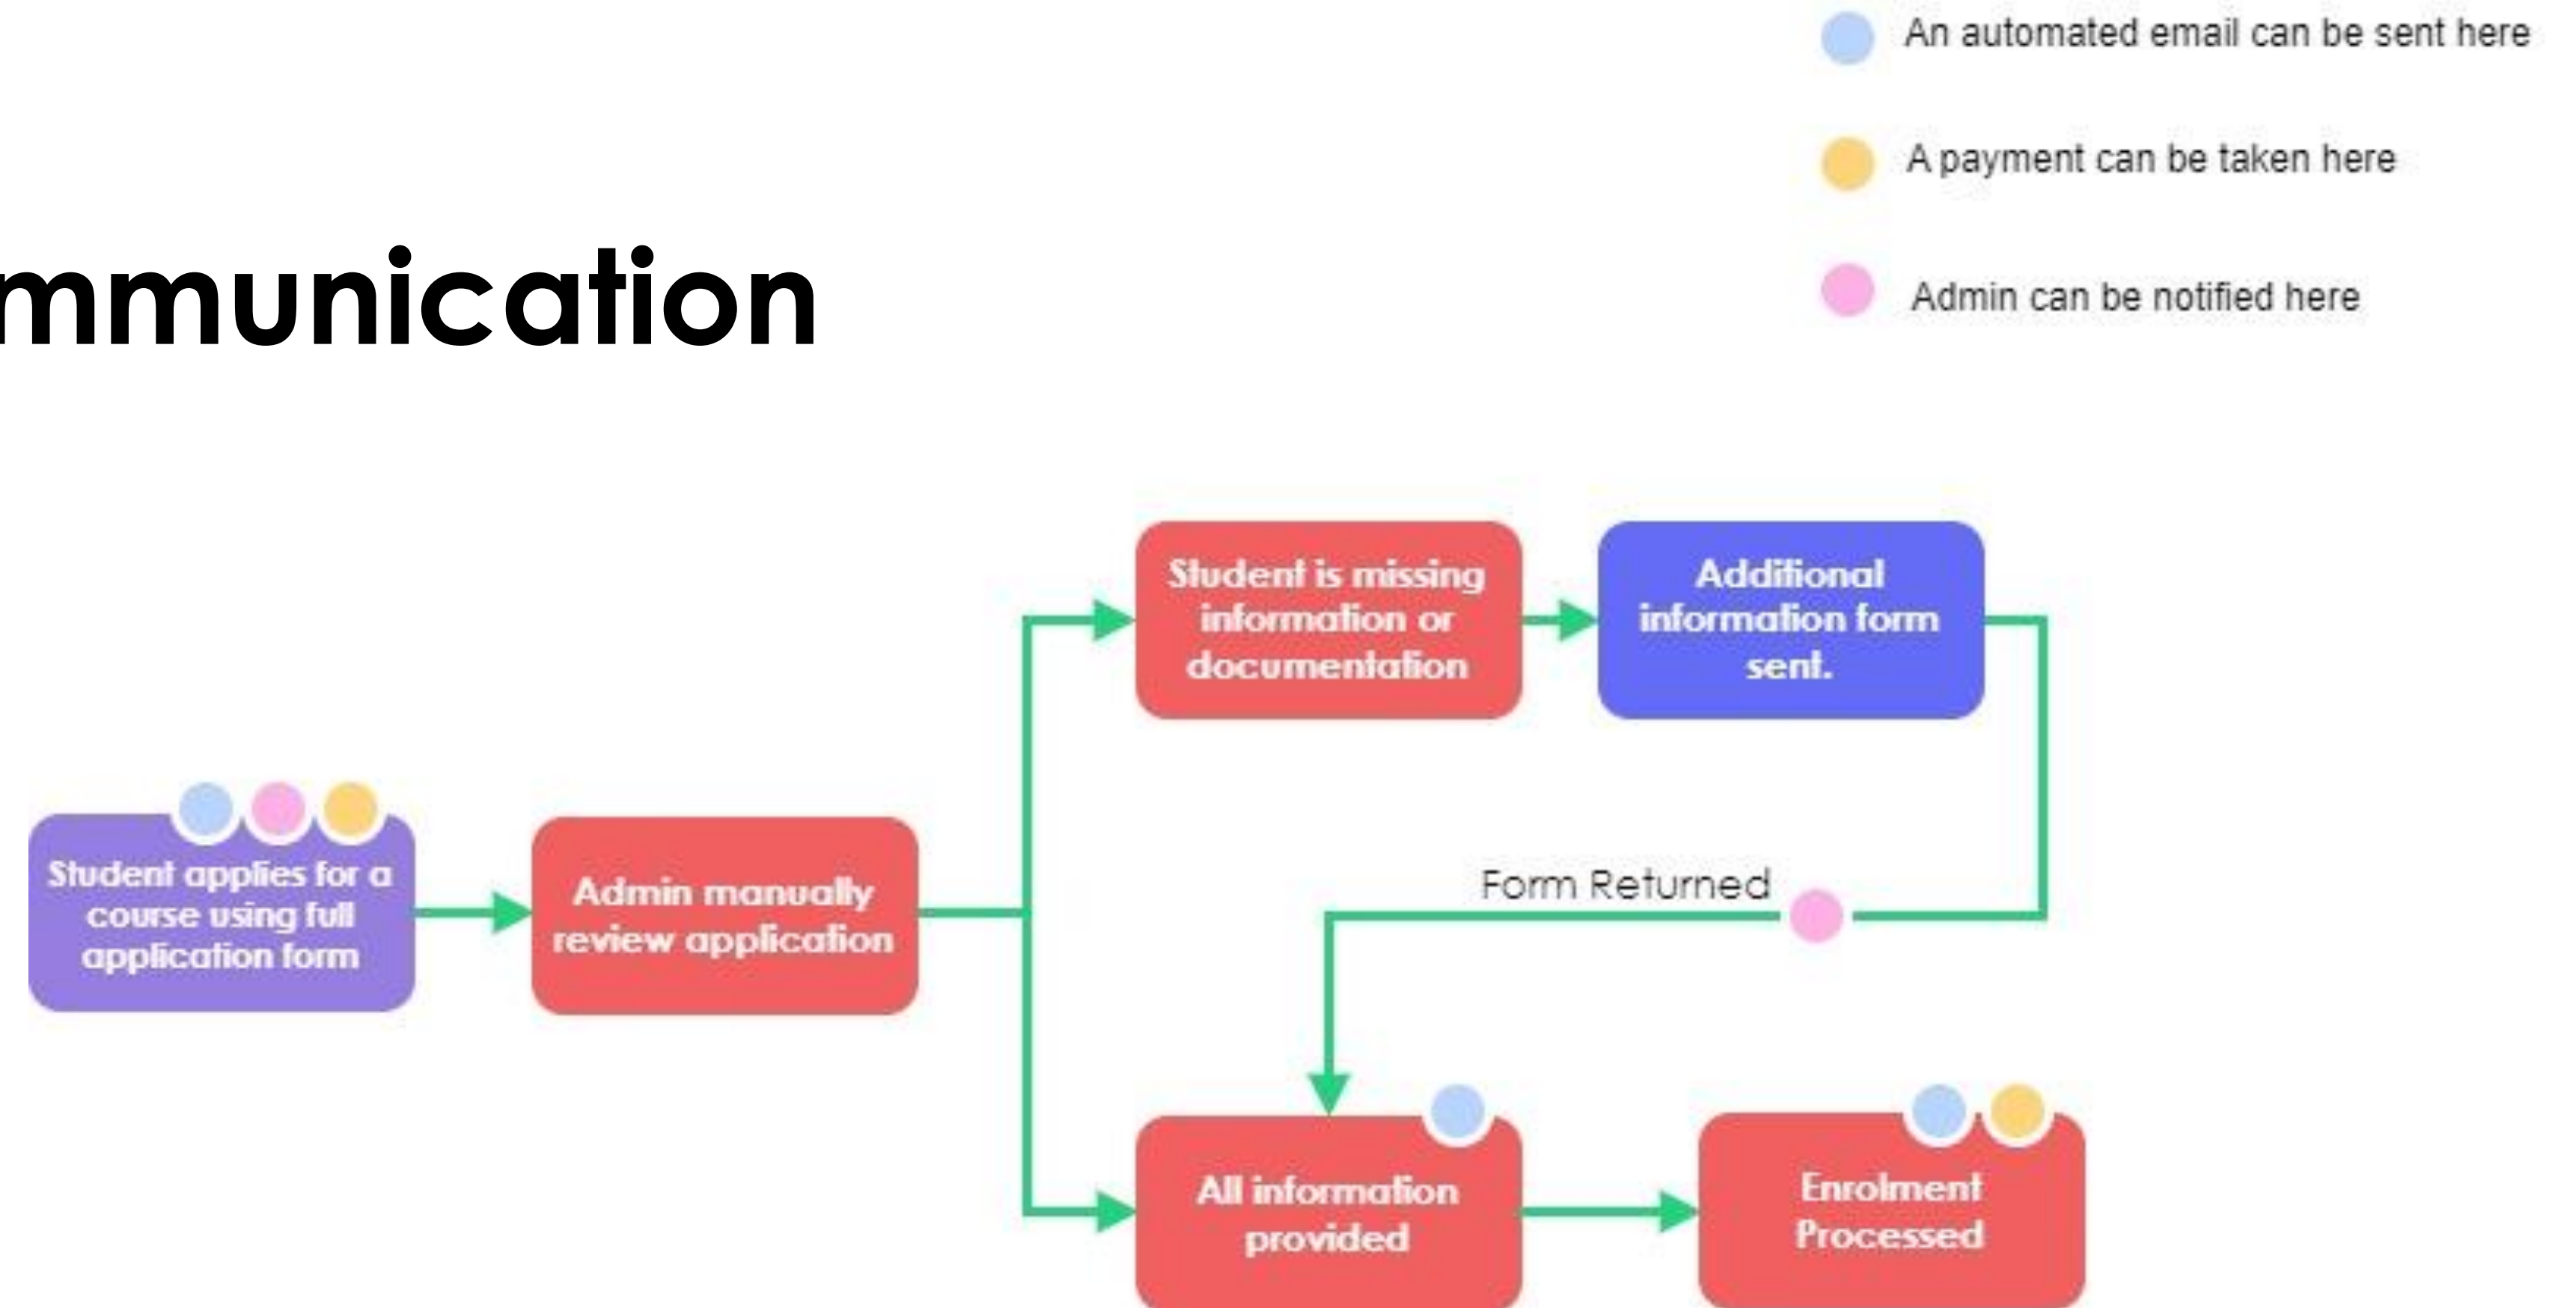 An automated email can be sent here
A payment can be taken here
Admin can be notified here
mmunication
Student is missing
information or
documentation
Additional
information form
sent.
Student applies for a
course using full
application form
Admin manually
review application
Form Returned
All information
provided
Enrolment
Processed